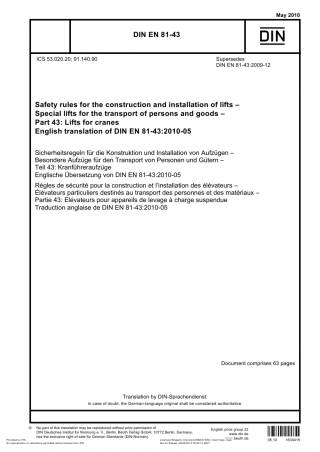 May 2010
DIN EN 81-43
DIN
ICS 53.020.20; 91.140.90
Supersedes
DIN EN 81-43:2009-12
Safety rules for the construction and installation of lifts –
Special lifts for the transport of persons and goods –
Part 43: Lifts for cranes
English translation of DIN EN 81-43:2010-05
Sicherheitsregeln für die Konstruktion und Installation von Aufzügen –
Besondere Aufzüge für den Transport von Personen und Gütern –
Teil 43: Kranführeraufzüge
Englische Übersetzung von DIN EN 81-43:2010-05
Règles de sécurité pour la construction et l'installation des élévateurs –
Élévateurs particuliers destinés au transport des personnes et des matériaux –
Partie 43: Elévateurs pour appareils de levage à charge suspendue
Traduction anglaise de DIN EN 81-43:2010-05
Document comprises 63 pages
Translation by DIN-Sprachendienst.
In case of doubt, the German-language original shall be considered authoritative.
© No part of this translation may be reproduced without prior permission of
DIN Deutsches Institut für Normung e. V., Berlin. Beuth Verlag GmbH, 10772 Berlin, Germany,
has the exclusive right of sale for German Standards (DIN-Normen).
English price group 22
www.din.de
www.beuth.de